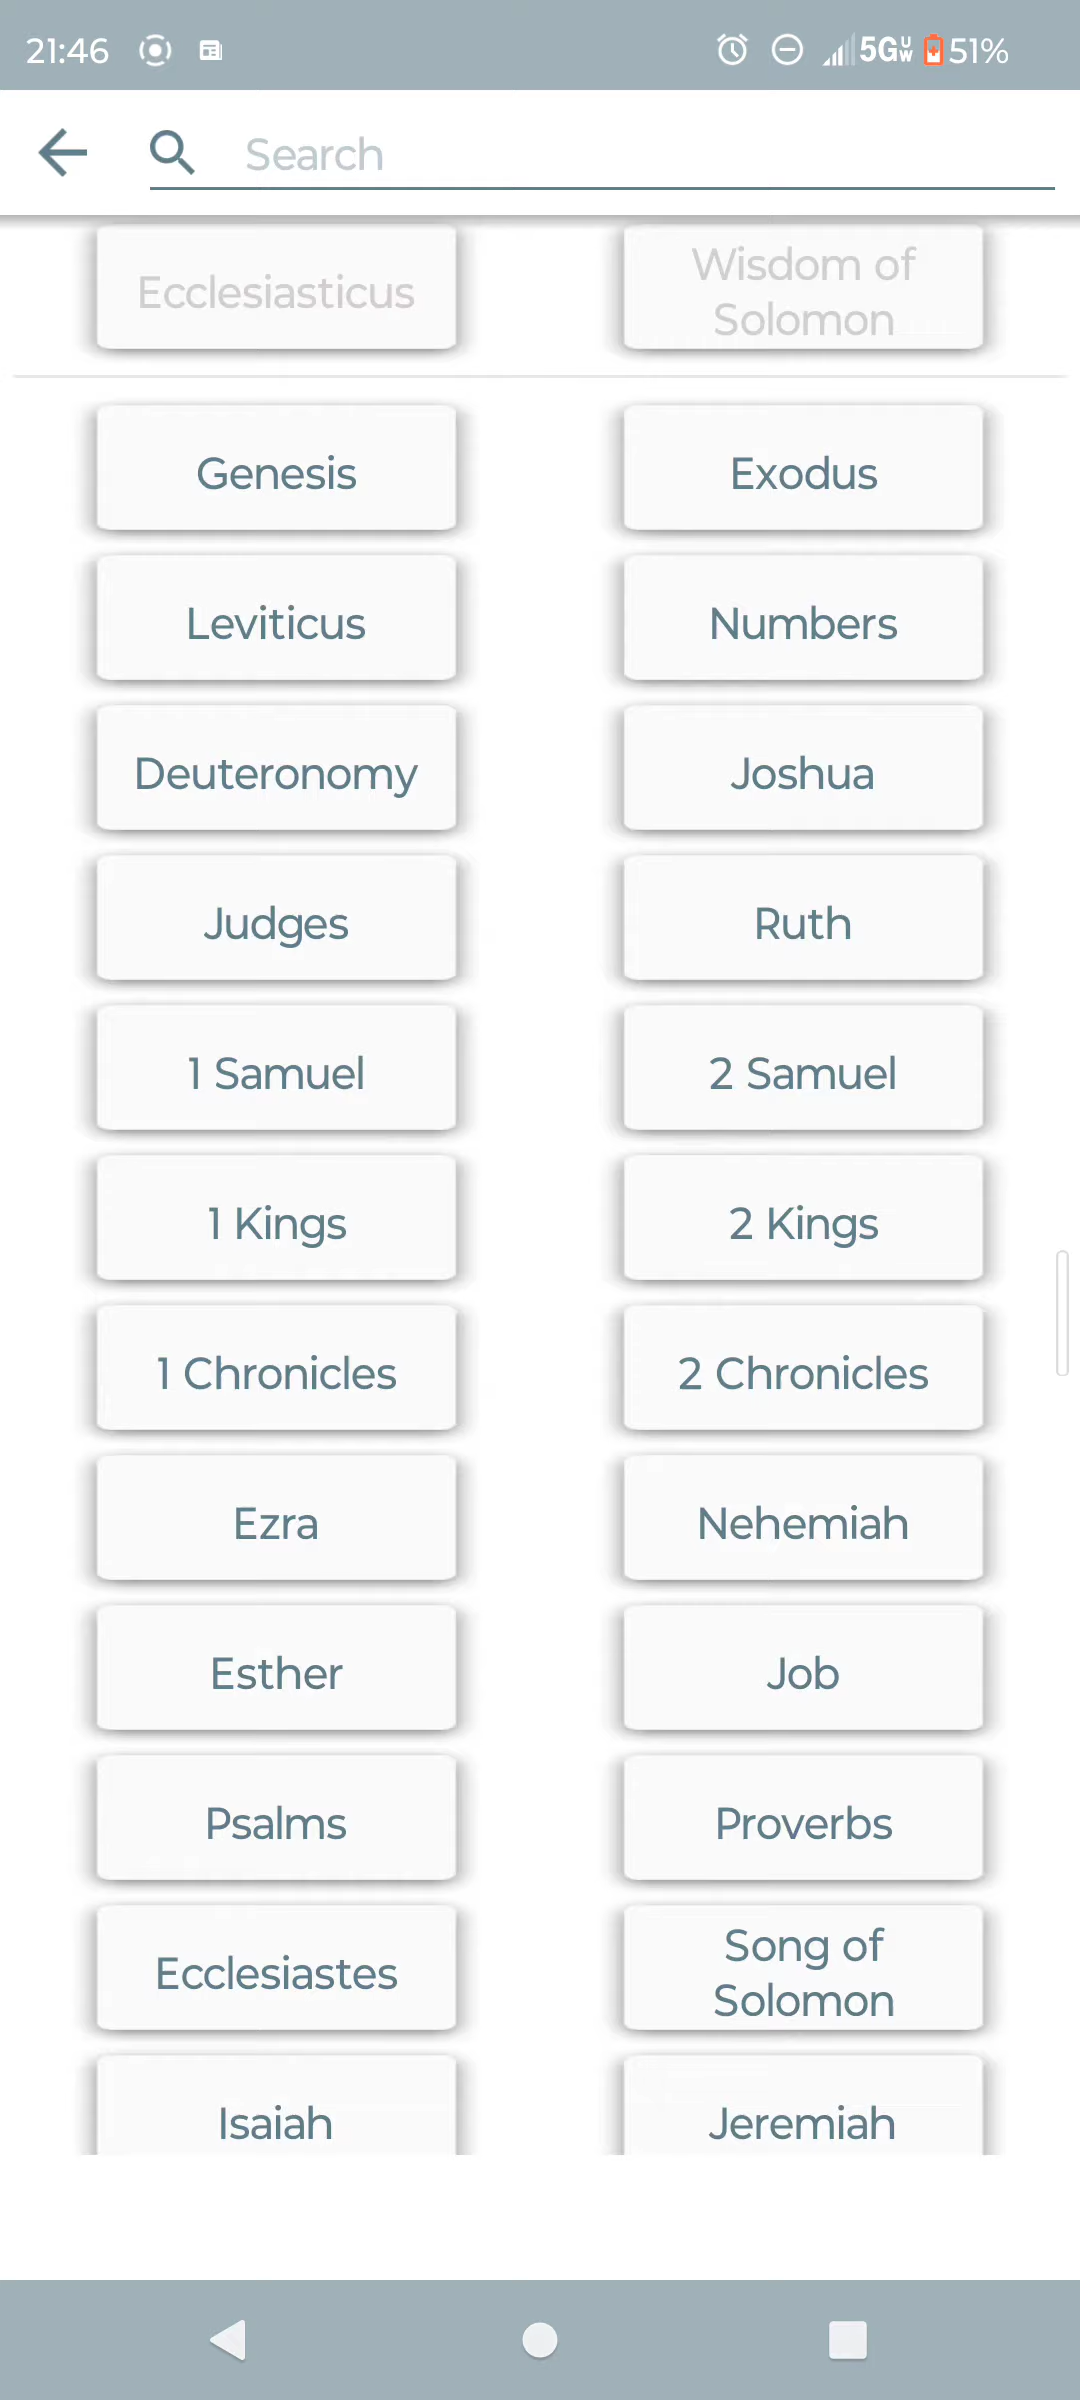 21:46
5G UW 51%
Search
Ecclesiasticus
Wisdom of
Solomon
Genesis
Exodus
Leviticus
Numbers
Deuteronomy
Joshua
Judges
Ruth
1 Samuel
2 Samuel
1 Kings
2 Kings
1 Chronicles
2 Chronicles
Ezra
Nehemiah
Esther
Job
Psalms
Proverbs
Ecclesiastes
Song of
Solomon
Isaiah
Jeremiah